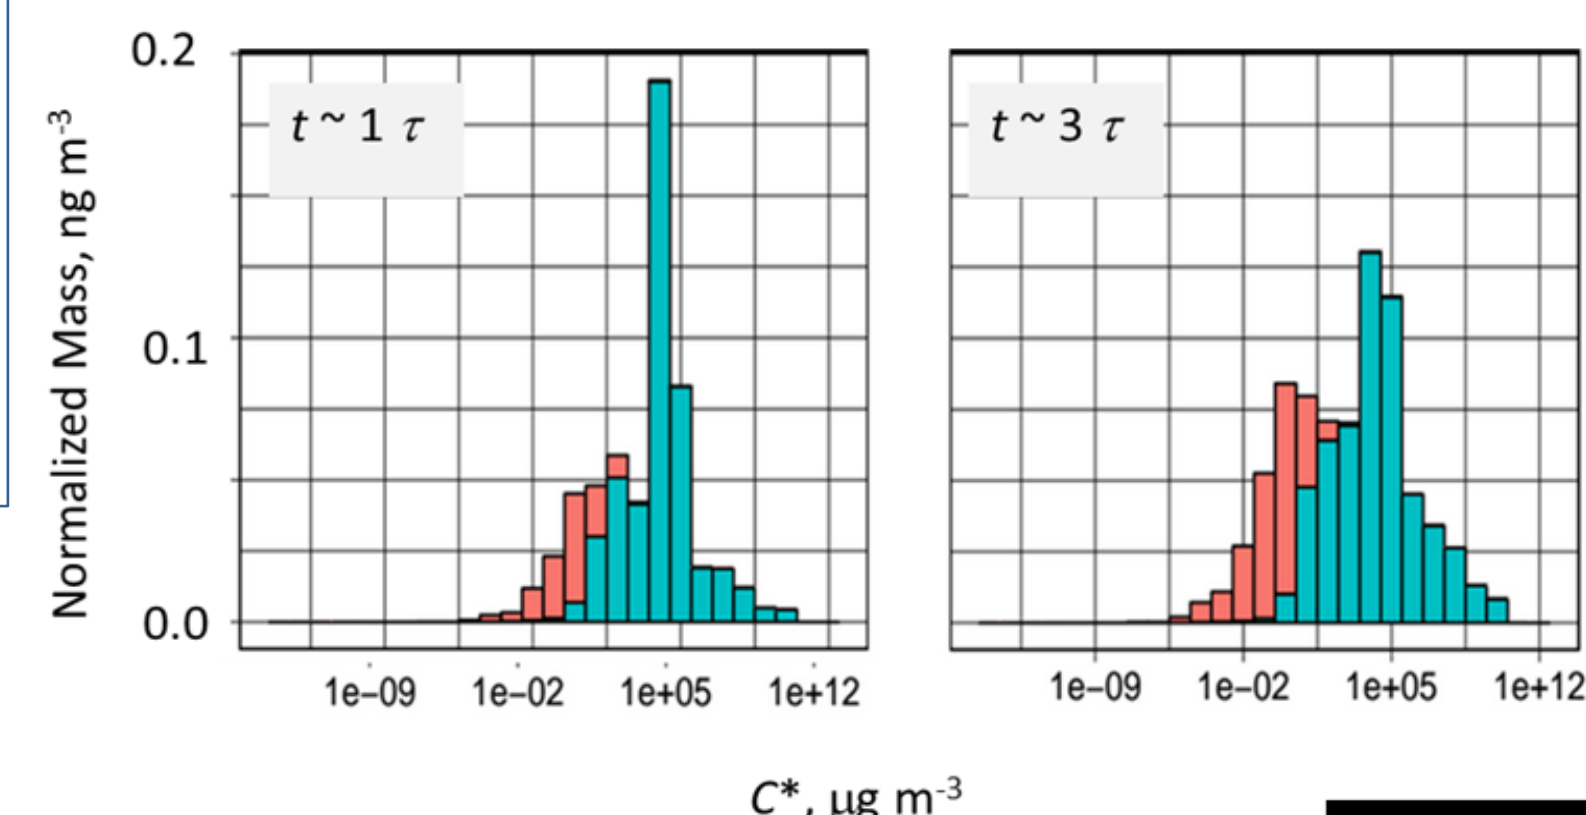 0.2
t ~ 1 τ
t ~ 3 τ
Normalized Mass, ng m⁻³
0.1
0.0
1e−09 1e−02 1e+05 1e+12
1e−09 1e−02 1e+05 1e+12
C*, µg m⁻³